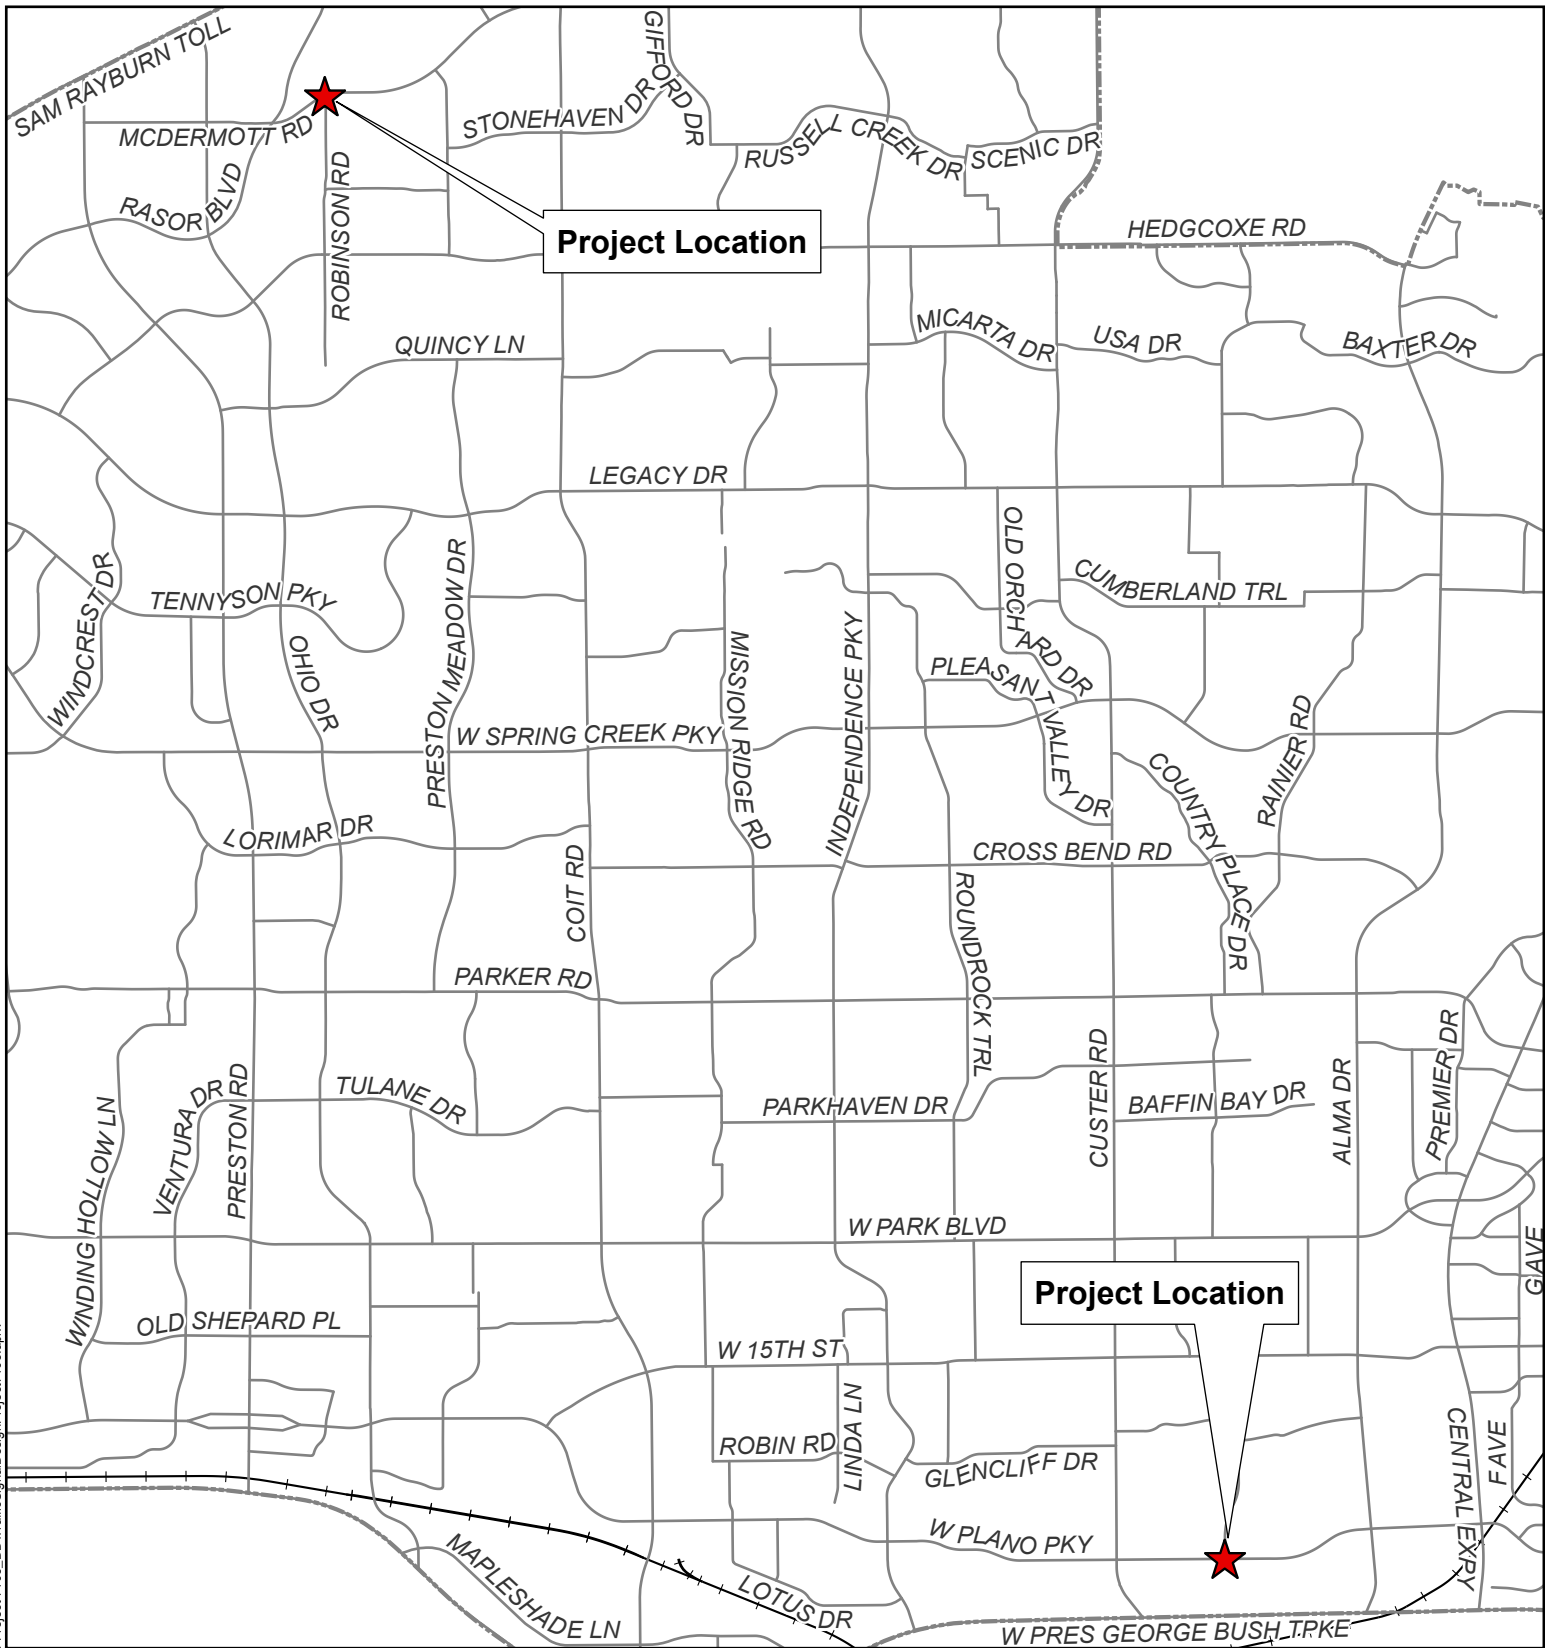 SAM RAYBURN TOLL
GIFFORD DR
STONEHAVEN DR
MCDERMOTT RD
RUSSELL CREEK DR
SCENIC DR
ROBINSON RD
RASOR BLVD
Project Location
HEDGCOXE RD
MICARTA DR
USA DR
BAXTER DR
QUINCY LN
LEGACY DR
OLD ORCHARD DR
CUMBERLAND TRL
WINDCREST DR
TENNYSON PKY
OHIO DR
PRESTON MEADOW DR
MISSION RIDGE RD
INDEPENDENCE PKY
PLEASANT VALLEY DR
W SPRING CREEK PKY
COUNTRY PLACE DR
RAINIER RD
LORIMAR DR
COIT RD
CROSS BEND RD
ROUNDROCK TRL
PARKER RD
PREMIER DR
CUSTER RD
ALMA DR
WINDING HOLLOW LN
VENTURA DR
PRESTON RD
TULANE DR
PARKHAVEN DR
BAFFIN BAY DR
W PARK BLVD
G AVE
Project Location
OLD SHEPARD PL
W 15TH ST
LINDA LN
ROBIN RD
GLENCLIFF DR
CENTRAL EXPY
F AVE
W PLANO PKY
MAPLESHADE LN
LOTUS DR
W PRES GEORGE BUSH TPKE